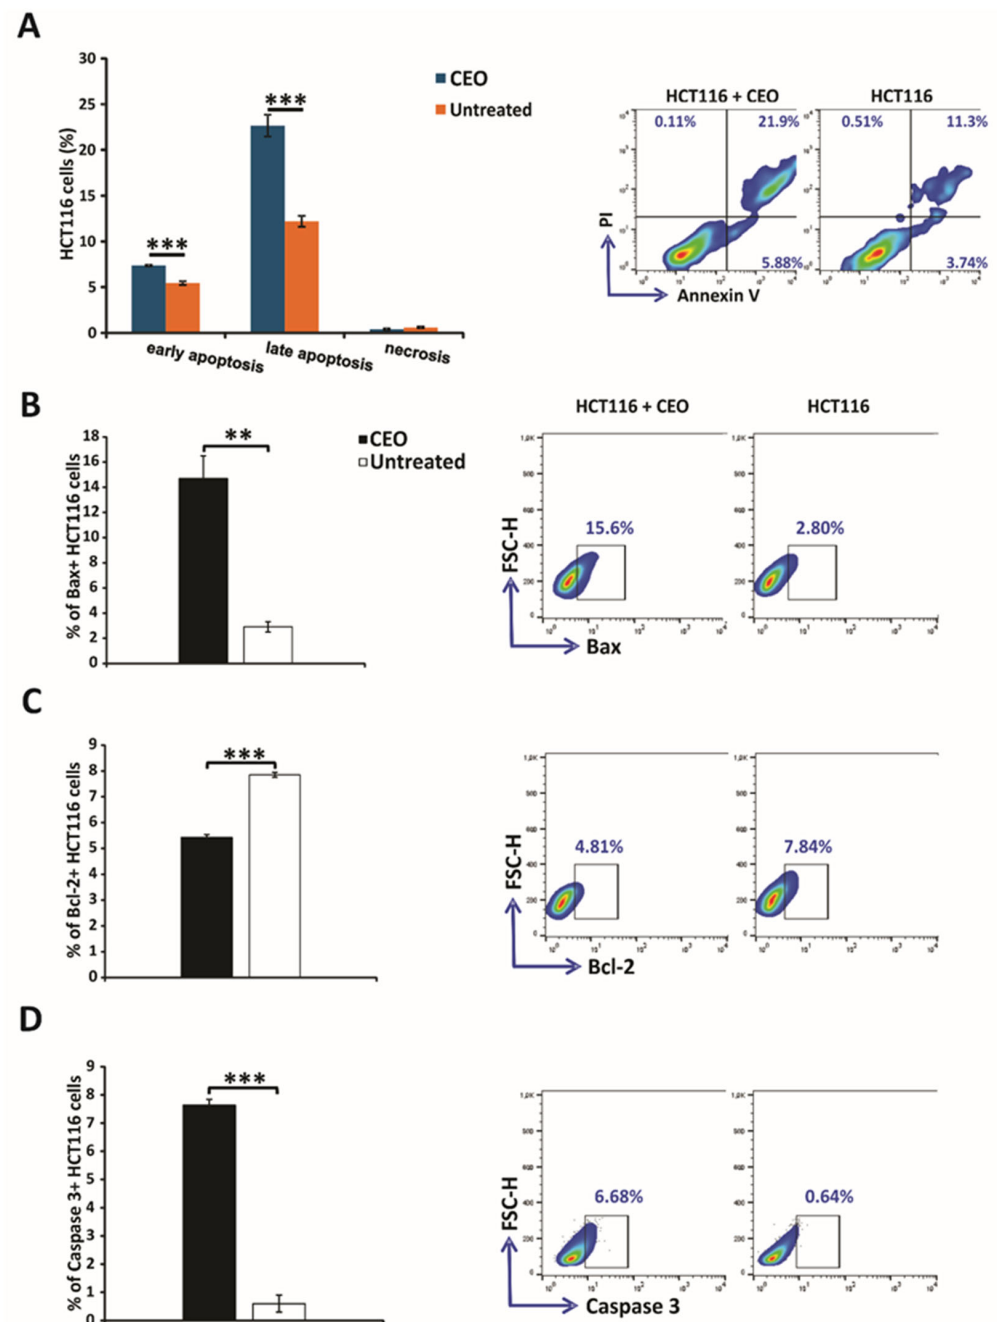 A
30
25
20
15
10
5
0
HCT116 cells (%)
***
***
CEO
Untreated
early apoptosis
late apoptosis
necrosis
HCT116 + CEO
HCT116
0.11%
21.9%
0.51%
11.3%
5.88%
3.74%
PI
Annexin V
B
18
16
14
12
10
8
6
4
2
0
% of Bax+ HCT116 cells
**
CEO
Untreated
HCT116 + CEO
HCT116
15.6%
2.80%
FSC-H
Bax
C
9
8
7
6
5
4
3
2
1
0
% of Bcl-2+ HCT116 cells
***
4.81%
7.84%
FSC-H
Bcl-2
D
9
8
7
6
5
4
3
2
1
0
% of Caspase 3+ HCT116 cells
***
6.68%
0.64%
FSC-H
Caspase 3